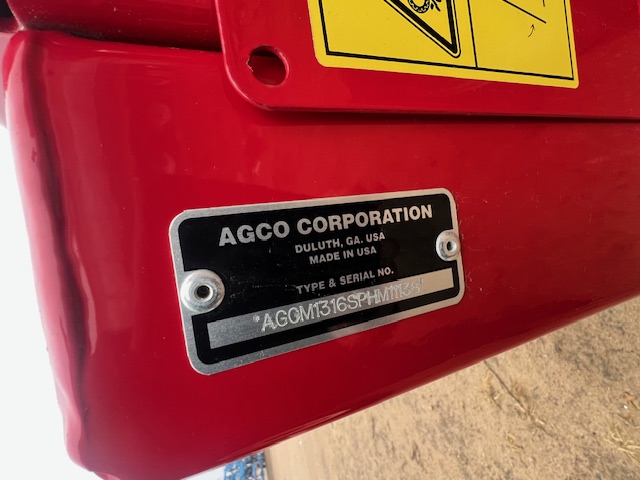 AGCO CORPORATION
DULUTH, GA. USA
MADE IN USA
TYPE & SERIAL NO.